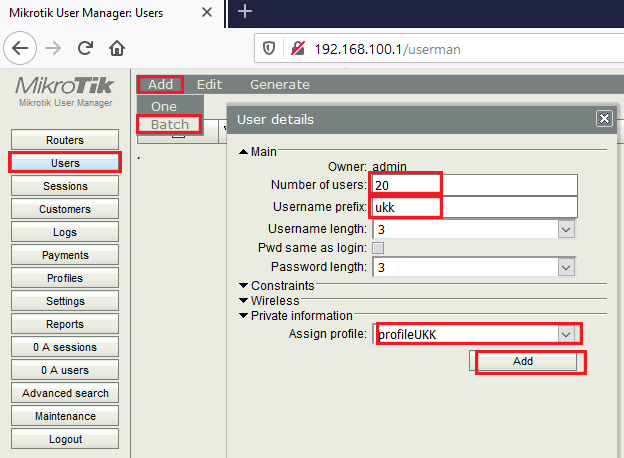 Mikrotik User Manager: Users
192.168.100.1/userman
MikroTik
Mikrotik User Manager
Add Edit Generate
One
Batch
Routers
Users
Sessions
Customers
Logs
Payments
Profiles
Settings
Reports
0 A sessions
0 A users
Advanced search
Maintenance
Logout
User details
Main
Owner: admin
Number of users: 20
Username prefix: ukk
Username length: 3
Pwd same as login:
Password length: 3
Constraints
Wireless
Private information
Assign profile: profileUKK
Add